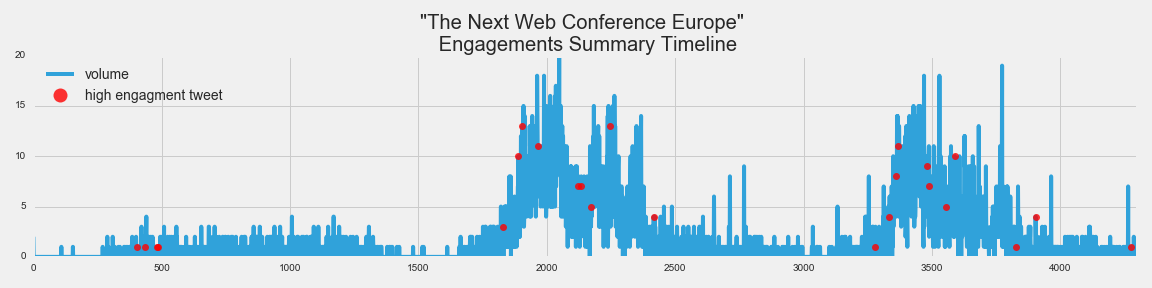 "The Next Web Conference Europe"
Engagements Summary Timeline
20
volume
high engagment tweet
15
10
5
0
0 500 1000 1500 2000 2500 3000 3500 4000